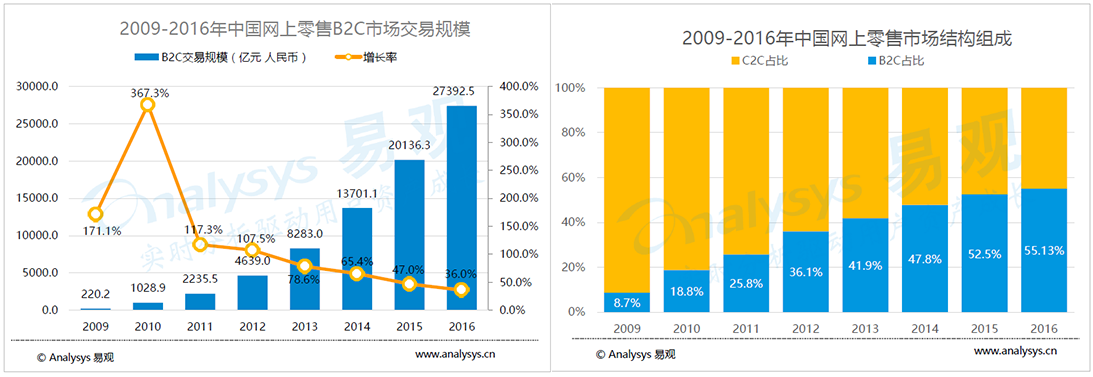 2009-2016年中国网上零售B2C市场交易规模
B2C交易规模（亿元 人民币） 增长率
30000.0
25000.0
20000.0
15000.0
10000.0
5000.0
0.0
400.0%
350.0%
300.0%
250.0%
200.0%
150.0%
100.0%
50.0%
0.0%
220.2 1028.9 2235.5 4639.0 8283.0 13701.1 20136.3 27392.5
171.1% 367.3% 117.3% 107.5% 78.6% 65.4% 47.0% 36.0%
2009 2010 2011 2012 2013 2014 2015 2016
nalysys 易观
© Analysys 易观 www.analysys.cn
2009-2016年中国网上零售市场结构组成
C2C占比 B2C占比
100%
80%
60%
40%
20%
0%
8.7% 18.8% 25.8% 36.1% 41.9% 47.8% 52.5% 55.13%
2009 2010 2011 2012 2013 2014 2015 2016
nalysys 易观
© Analysys 易观 www.analysys.cn